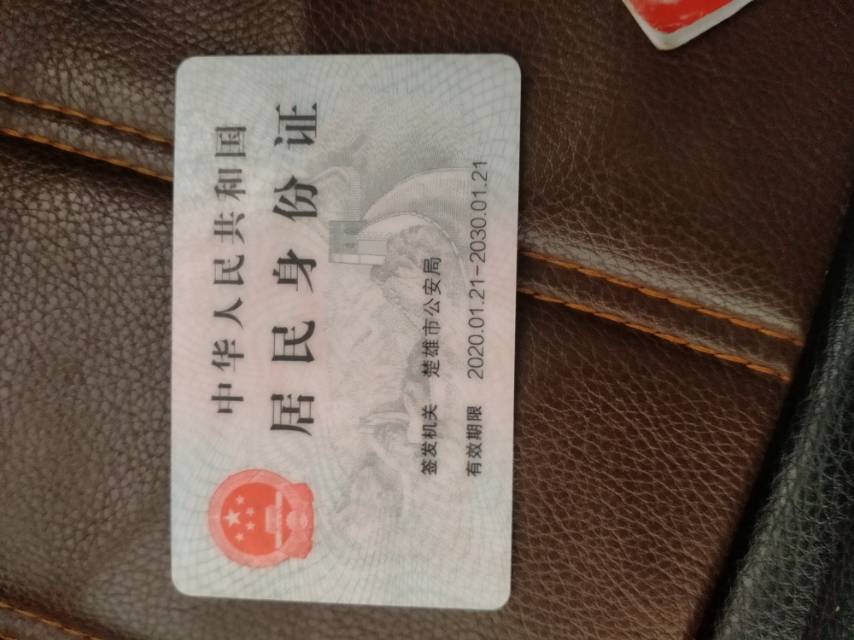 中华人民共和国
居民身份证
签发机关 楚雄市公安局
有效期限 2020.01.21-2030.01.21